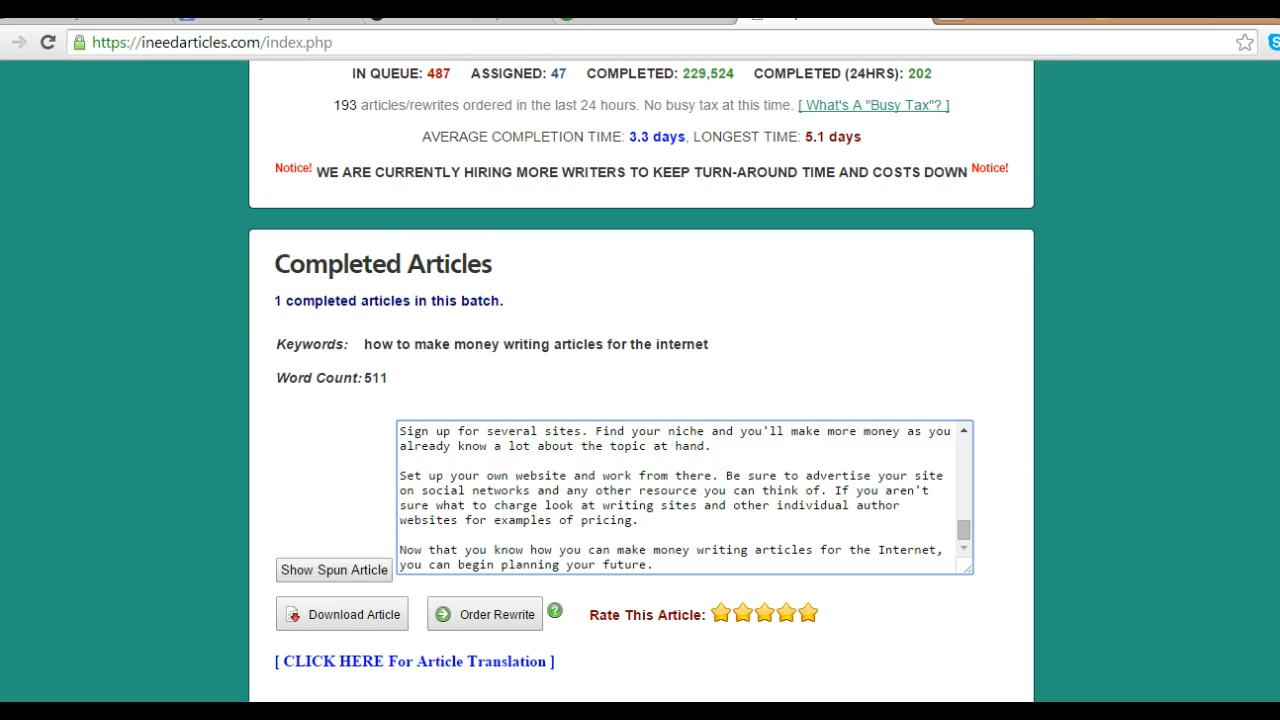 https://ineedarticles.com/index.php
IN QUEUE: 487 ASSIGNED: 47 COMPLETED: 229,524 COMPLETED (24HRS): 202
193 articles/rewrites ordered in the last 24 hours. No busy tax at this time. [ What's A "Busy Tax"? ]
AVERAGE COMPLETION TIME: 3.3 days, LONGEST TIME: 5.1 days
Notice! WE ARE CURRENTLY HIRING MORE WRITERS TO KEEP TURN-AROUND TIME AND COSTS DOWN Notice!
Completed Articles
1 completed articles in this batch.
Keywords: how to make money writing articles for the internet
Word Count: 511
Sign up for several sites. Find your niche and you'll make more money as you
already know a lot about the topic at hand.
Set up your own website and work from there. Be sure to advertise your site
on social networks and any other resource you can think of. If you aren't
sure what to charge look at writing sites and other individual author
websites for examples of pricing.
Now that you know how you can make money writing articles for the Internet,
you can begin planning your future.
Show Spun Article
Download Article Order Rewrite ? Rate This Article:
[ CLICK HERE For Article Translation ]